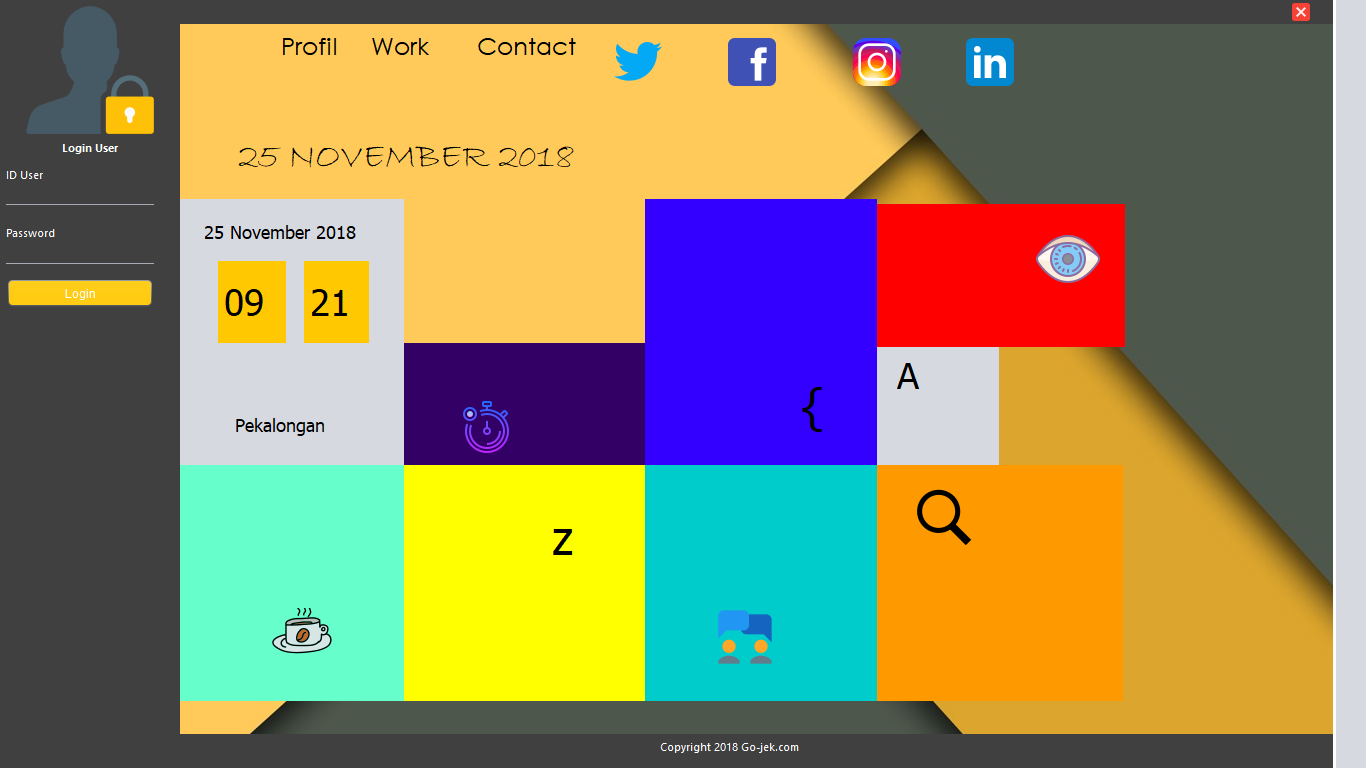 Profil Work Contact
Login User
ID User
Password
Login
25 NOVEMBER 2018
25 November 2018
09 21
Pekalongan
{
A
z
Copyright 2018 Go-jek.com